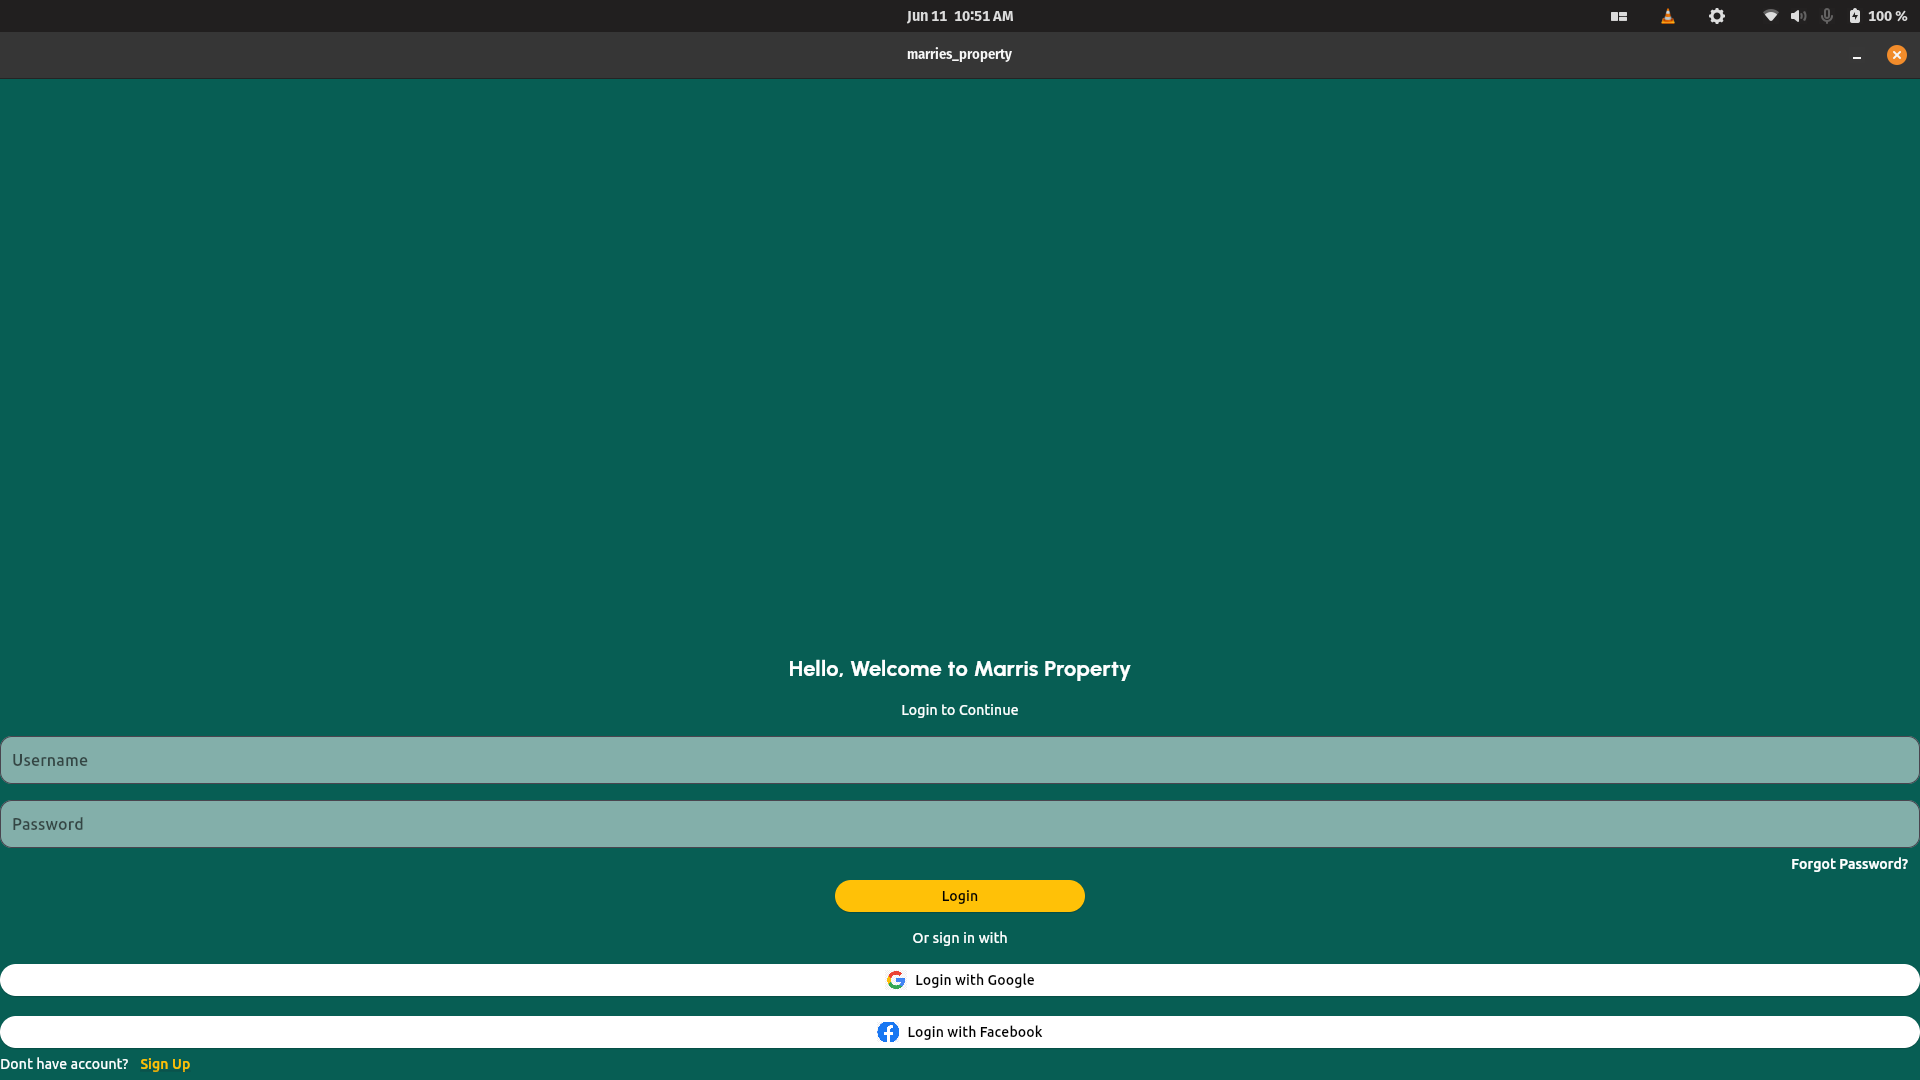 Jun 11 10:51 AM
100 %
marries_property
Hello, Welcome to Marris Property
Login to Continue
Username
Password
Forgot Password?
Login
Or sign in with
Login with Google
Login with Facebook
Dont have account? Sign Up